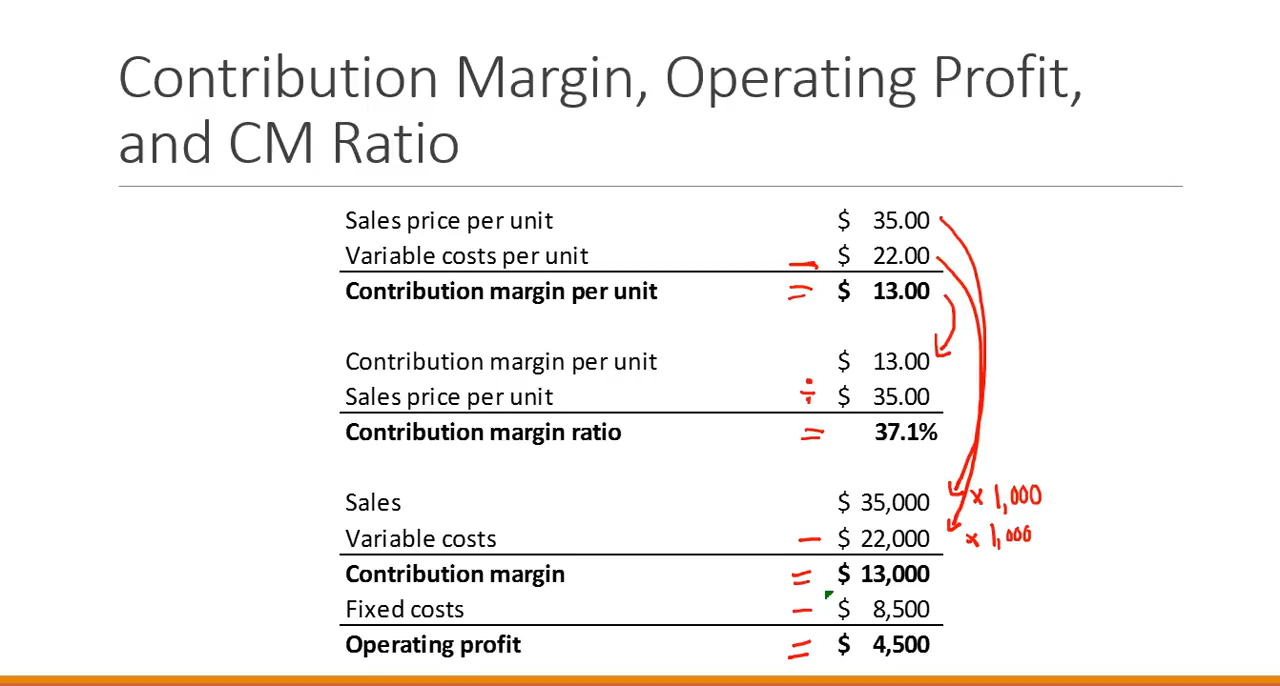 Contribution Margin, Operating Profit,
and CM Ratio
Sales price per unit $ 35.00
Variable costs per unit — $ 22.00
Contribution margin per unit = $ 13.00
Contribution margin per unit $ 13.00
Sales price per unit ÷ $ 35.00
Contribution margin ratio = 37.1%
Sales $ 35,000 x 1,000
Variable costs — $ 22,000 x 1,000
Contribution margin = $ 13,000
Fixed costs — $ 8,500
Operating profit = $ 4,500